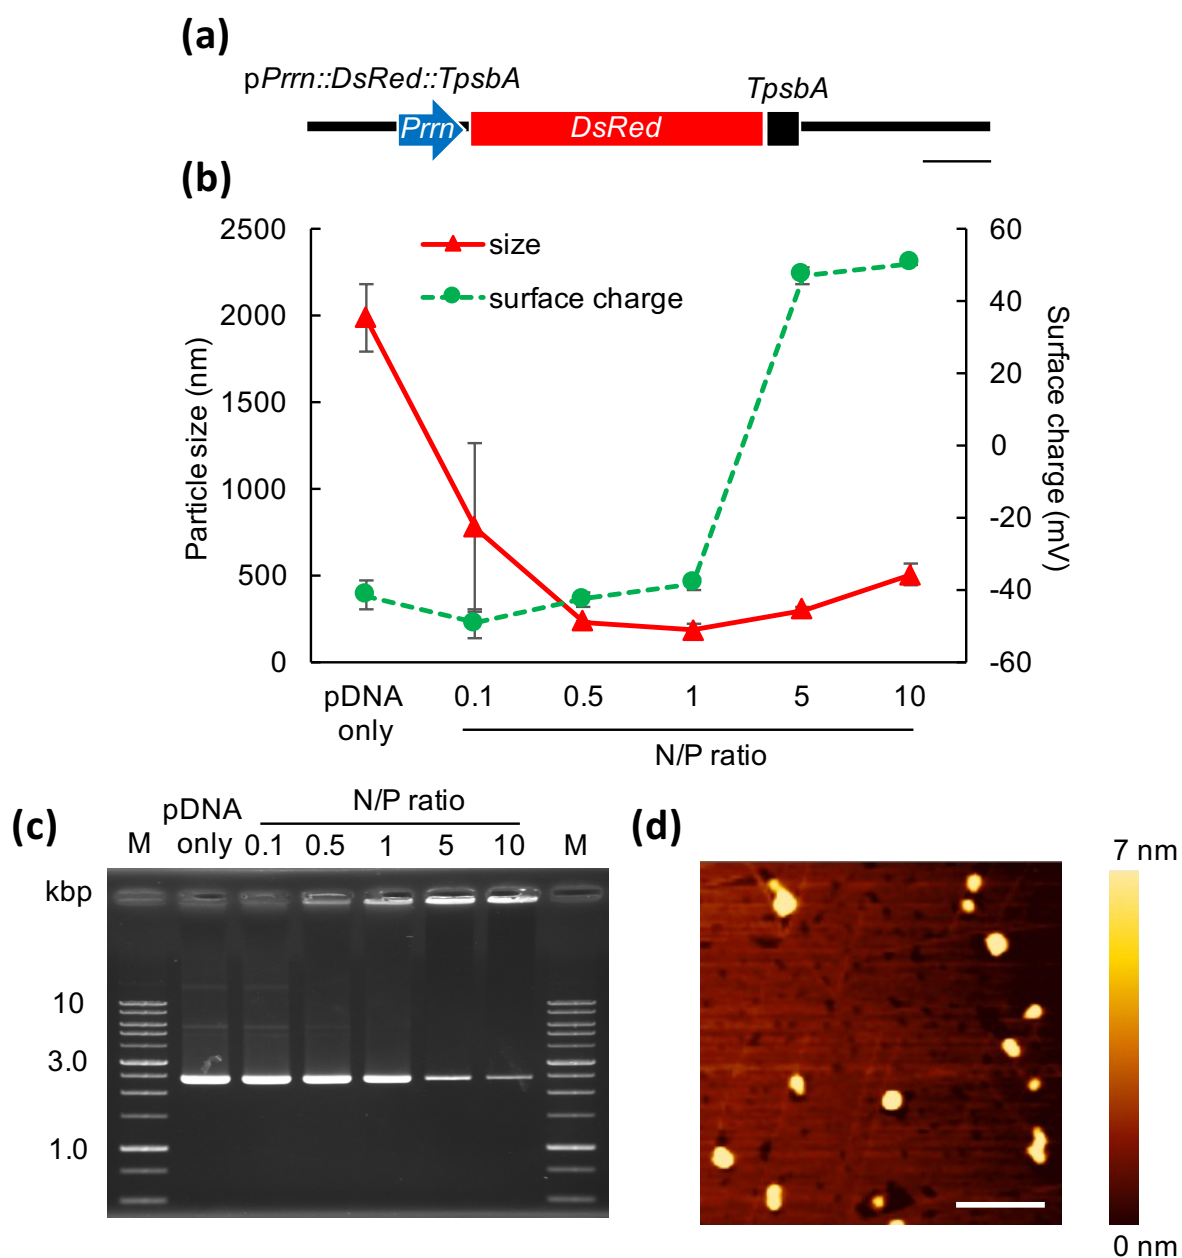 (a)
pPrrn::DsRed::TpsbA
TpsbA
Prrn
DsRed
(b)
2500
2000
1500
1000
500
0
Particle size (nm)
size
surface charge
60
40
20
0
-20
-40
-60
Surface charge (mV)
pDNA only
0.1
0.5
1
5
10
N/P ratio
(c)
M
pDNA only
N/P ratio
0.1
0.5
1
5
10
M
kbp
10
3.0
1.0
(d)
7 nm
0 nm